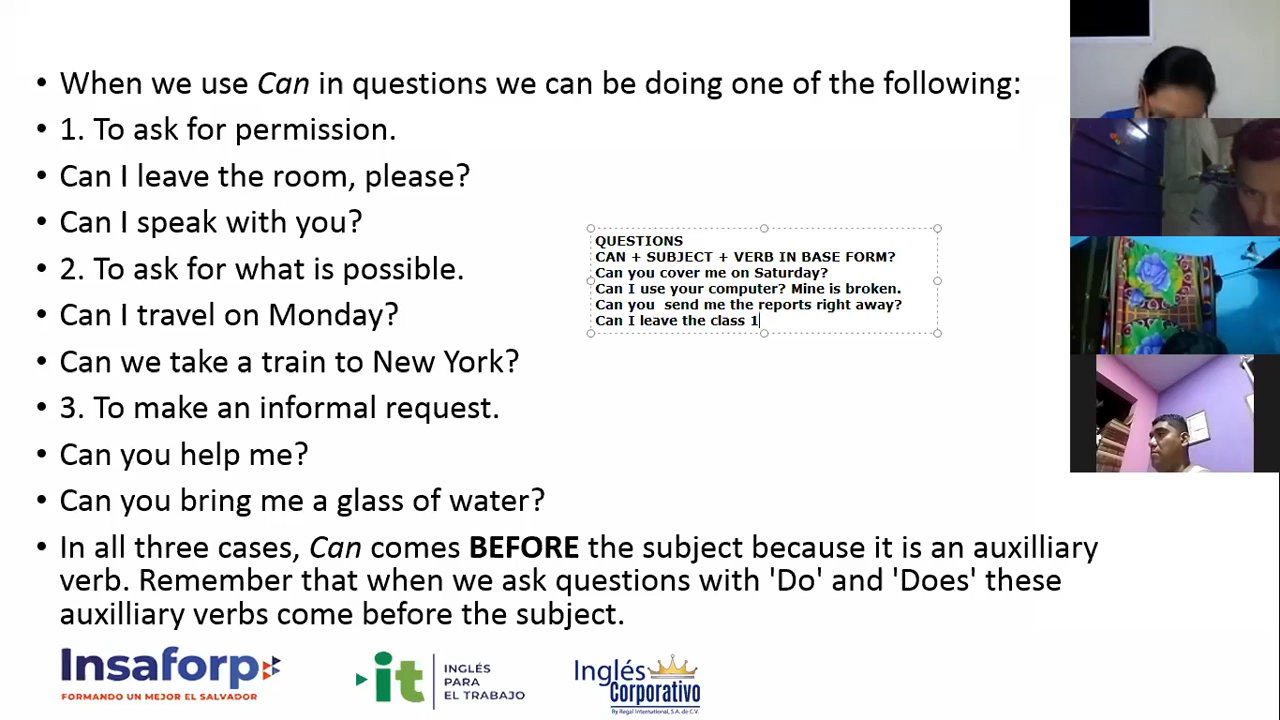 • When we use Can in questions we can be doing one of the following:
• 1. To ask for permission.
• Can I leave the room, please?
• Can I speak with you?
• 2. To ask for what is possible.
• Can I travel on Monday?
• Can we take a train to New York?
• 3. To make an informal request.
• Can you help me?
• Can you bring me a glass of water?
• In all three cases, Can comes BEFORE the subject because it is an auxilliary
verb. Remember that when we ask questions with 'Do' and 'Does' these
auxilliary verbs come before the subject.
QUESTIONS
CAN + SUBJECT + VERB IN BASE FORM?
Can you cover me on Saturday?
Can I use your computer? Mine is broken.
Can you  send me the reports right away?
Can I leave the class 1
Insaforp
FORMANDO UN MEJOR EL SALVADOR
it
INGLÉS
PARA
EL TRABAJO
Inglés
Corporativo
By Regal International, S.A. de C.V.